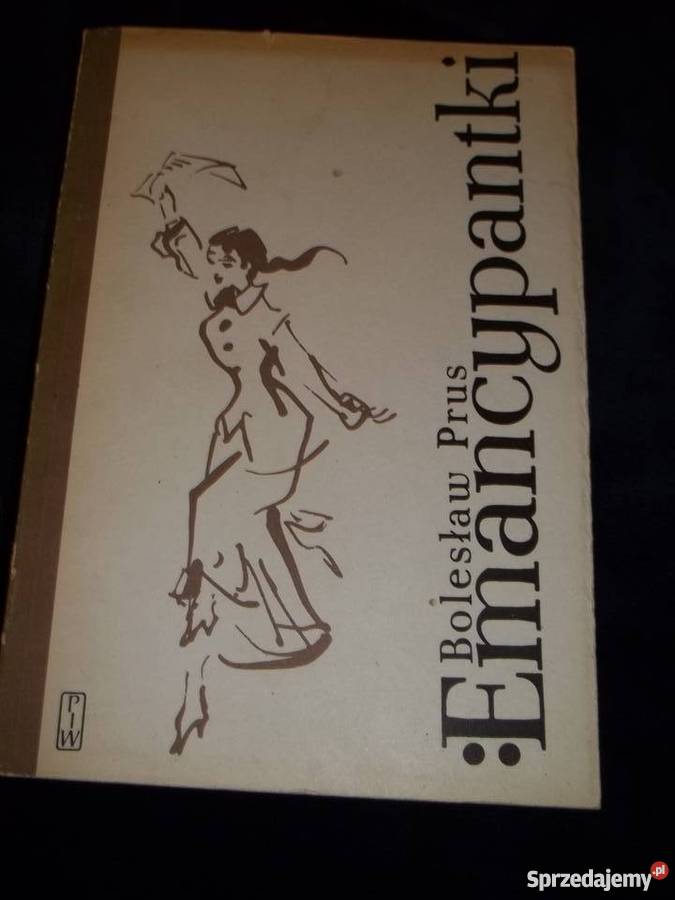 Bolesław Prus
:Emancypantki
PIW
Sprzedajemy.pl